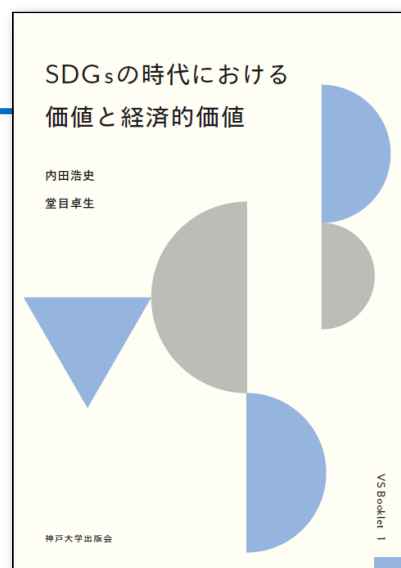 SDGsの時代における
価値と経済的価値
内田浩史
堂目卓生
VS Booklet 1
神戸大学出版会